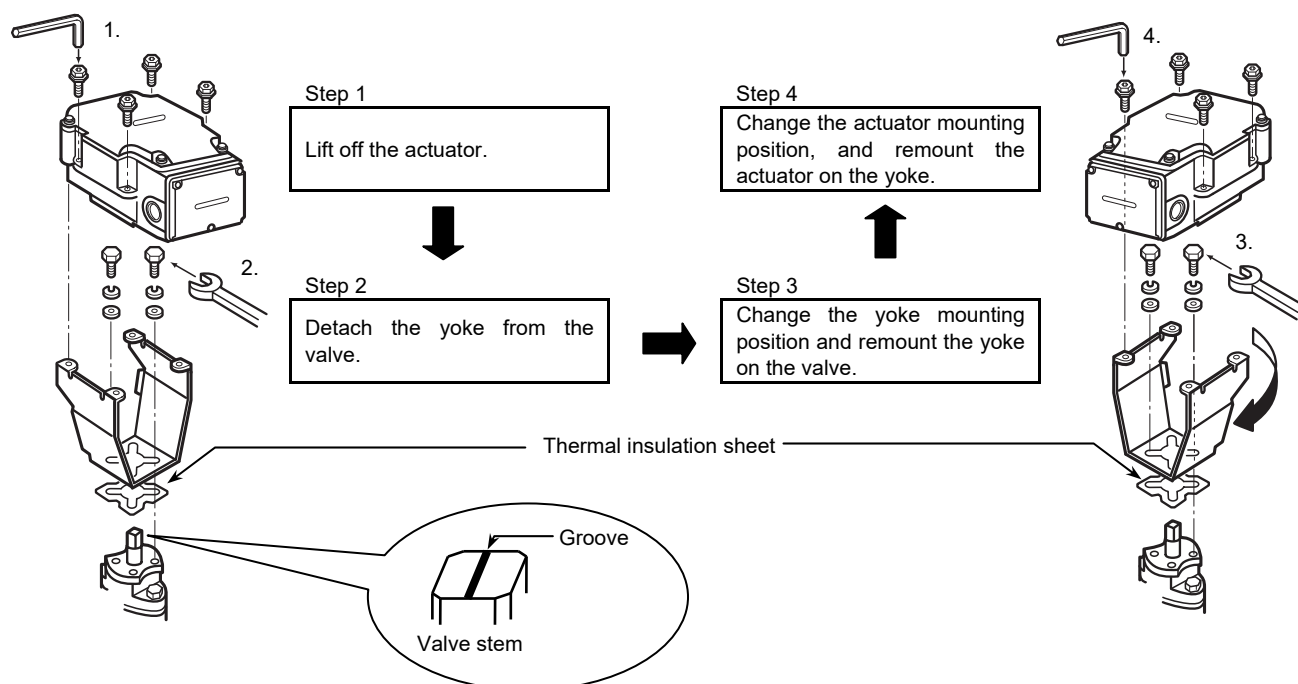 1.
Step 1
Lift off the actuator.
2.
Step 2
Detach the yoke from the
valve.
Step 3
Change the yoke mounting
position and remount the yoke
on the valve.
3.
Step 4
Change the actuator mounting
position, and remount the
actuator on the yoke.
4.
Thermal insulation sheet
Groove
Valve stem